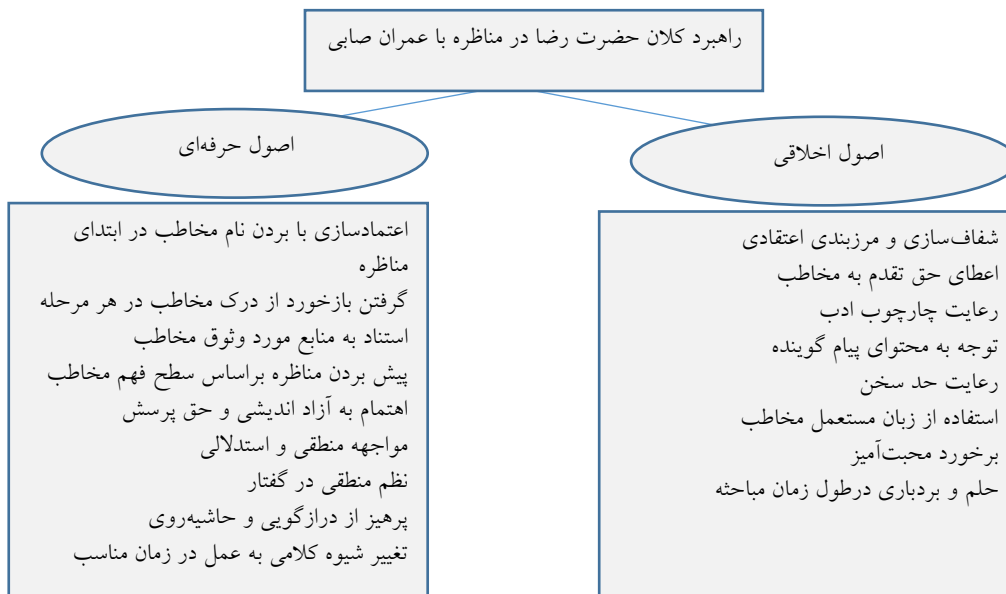 راهبرد کلان حضرت رضا در مناظره با عمران صابی
اصول اخلاقی
شفاف‌سازی و مرزبندی اعتقادی
اعطای حق تقدم به مخاطب
رعایت چارچوب ادب
توجه به محتوای پیام گوینده
رعایت حد سخن
استفاده از زبان مستعمل مخاطب
برخورد محبت‌آمیز
حلم و بردباری درطول زمان مباحثه
اصول حرفه‌ای
اعتمادسازی با بردن نام مخاطب در ابتدای
مناظره
گرفتن بازخورد از درک مخاطب در هر مرحله
استناد به منابع مورد وثوق مخاطب
پیش بردن مناظره براساس سطح فهم مخاطب
اهتمام به آزاد اندیشی و حق پرسش
مواجهه منطقی و استدلالی
نظم منطقی در گفتار
پرهیز از درازگویی و حاشیه‌روی
تغییر شیوه کلامی به عمل در زمان مناسب